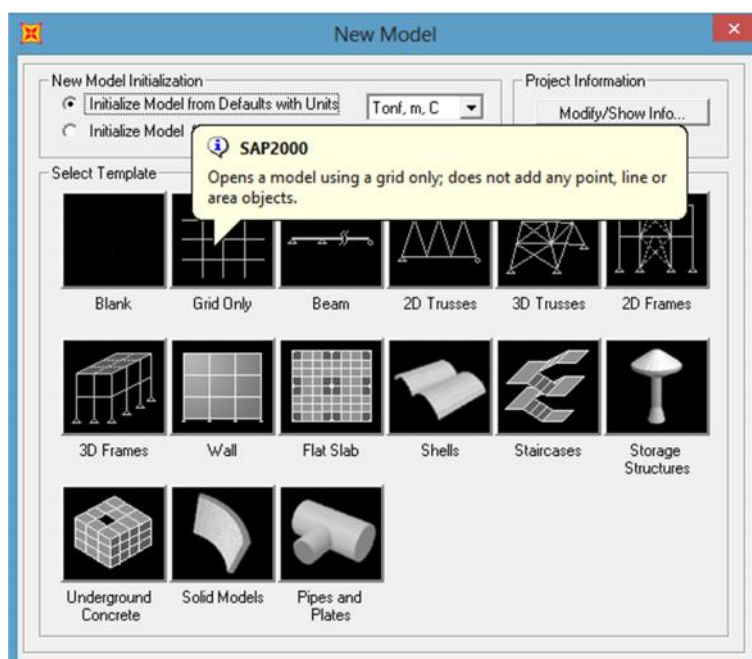 New Model
New Model Initialization
Initialize Model from Defaults with Units
Tonf, m, C
Initialize Model
Project Information
Modify/Show Info...
SAP2000
Opens a model using a grid only; does not add any point, line or
area objects.
Select Template
Blank
Grid Only
Beam
2D Trusses
3D Trusses
2D Frames
3D Frames
Wall
Flat Slab
Shells
Staircases
Storage
Structures
Underground
Concrete
Solid Models
Pipes and
Plates